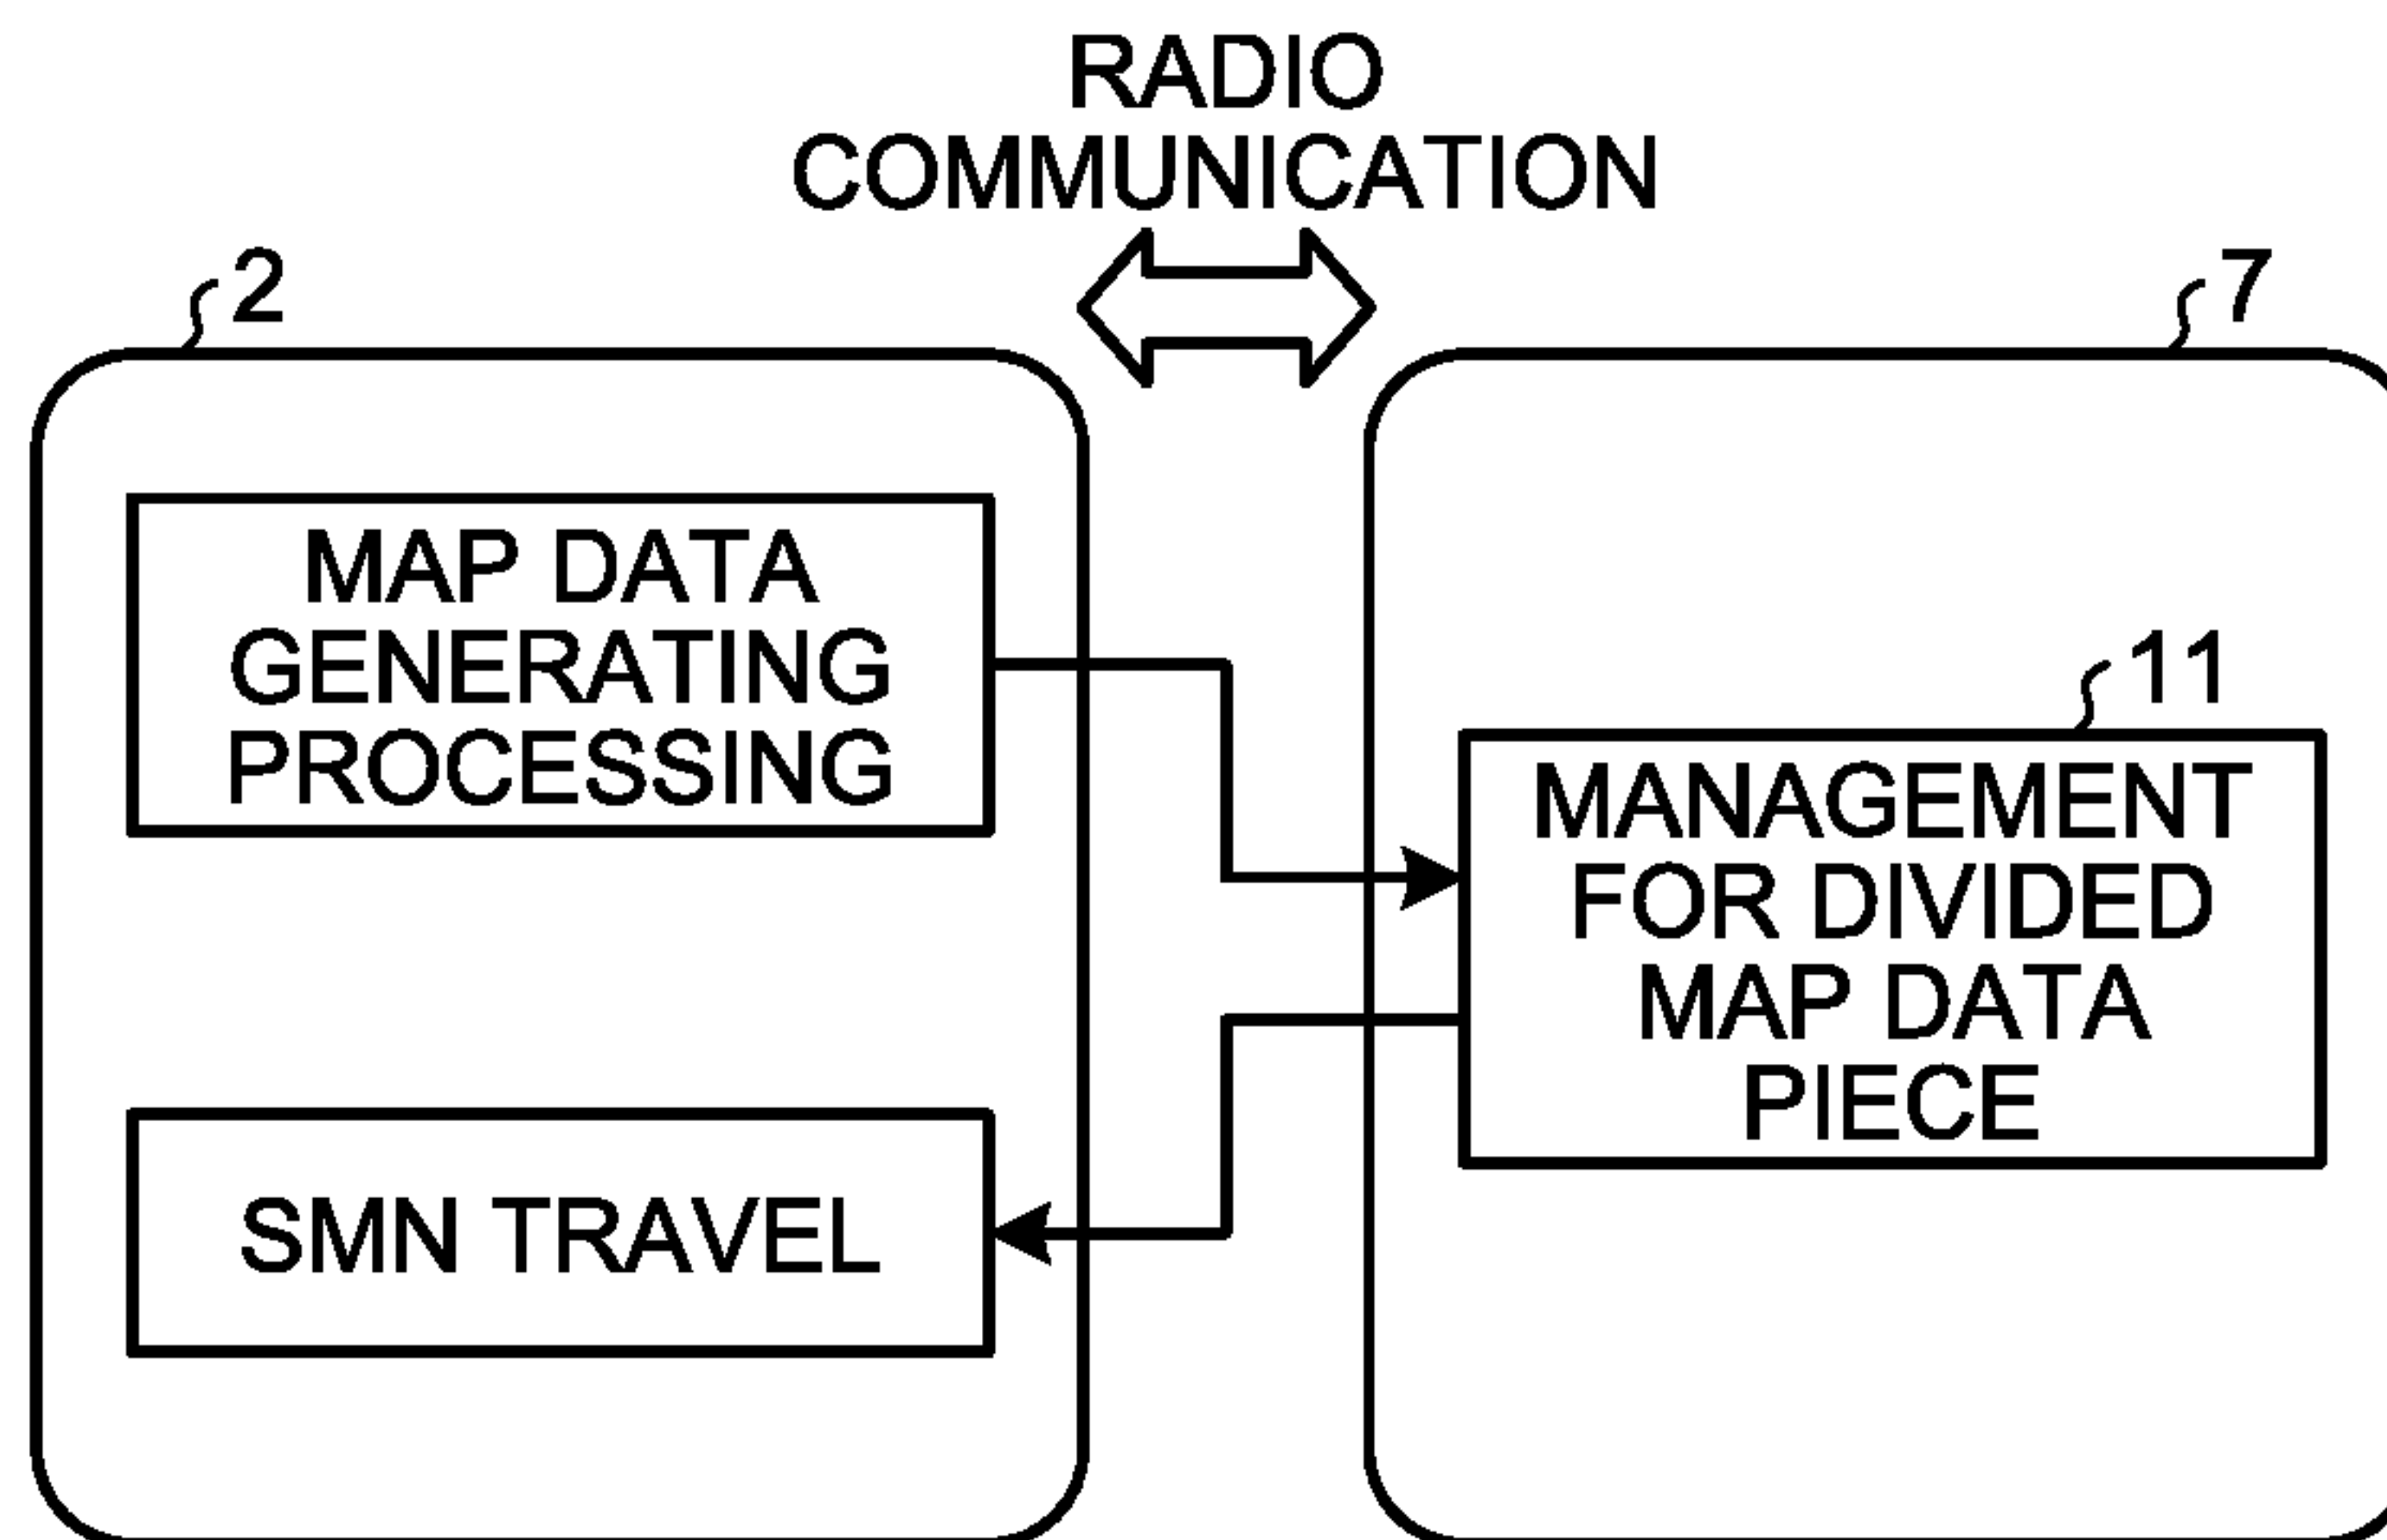 RADIO
COMMUNICATION
2
7
MAP DATA
GENERATING
PROCESSING
11
MANAGEMENT
FOR DIVIDED
MAP DATA
PIECE
SMN TRAVEL